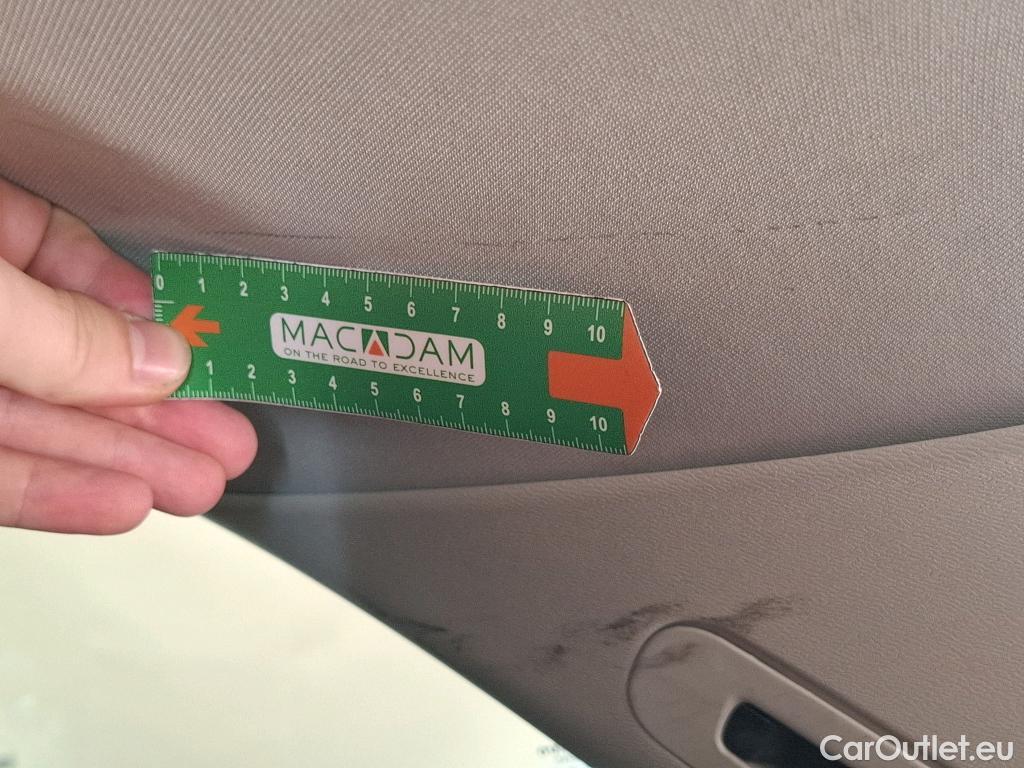 0 1 2 3 4 5 6 7 8 9 10
MACADAM
ON THE ROAD TO EXCELLENCE
1 2 3 4 5 6 7 8 9 10
CarOutlet.eu